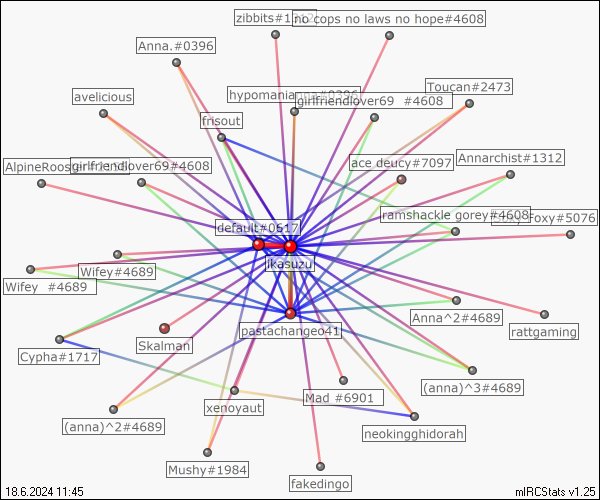 zibbits#1312
no cops no laws no hope#4608
Anna.#0396
Toucan#2473
hypomanianna#0396
girlfriendlover69 #4608
avelicious
frisout
ace deucy#7097
Annarchist#1312
AlpineRoos
girlfriendlover69#4608
ramshackle gorey#4608
Foxy#5076
default#0617
ikasuzu
Wifey#4689
Wifey #4689
Anna^2#4689
rattgaming
pastachangeo41
Skalman
Cypha#1717
(anna)^3#4689
Mad #6901
xenoyaut
(anna)^2#4689
neokingghidorah
Mushy#1984
fakedingo
18.6.2024 11:45
mIRCStats v1.25